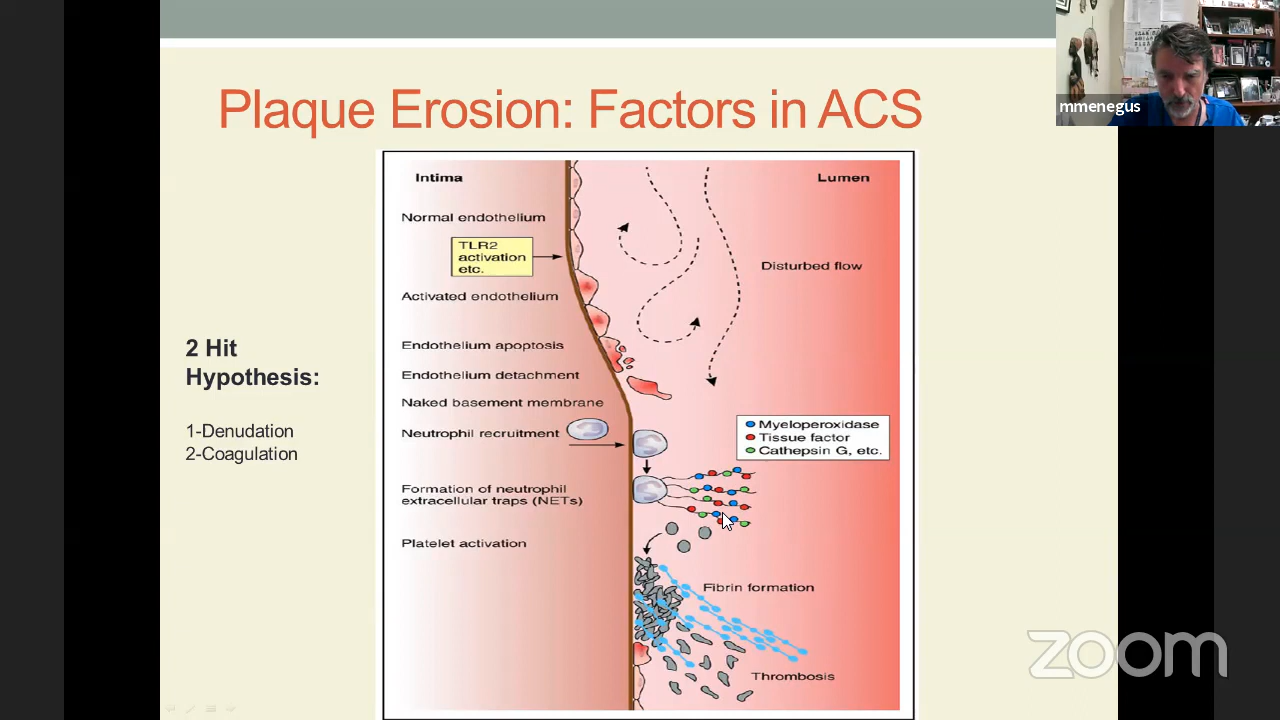 mmenegus
Plaque Erosion: Factors in ACS
Intima
Lumen
Normal endothelium
TLR2
activation
etc.
Disturbed flow
Activated endothelium
Endothelium apoptosis
Endothelium detachment
Naked basement membrane
Neutrophil recruitment
Myeloperoxidase
Tissue factor
Cathepsin G, etc.
Formation of neutrophil
extracellular traps (NETs)
Platelet activation
Fibrin formation
Thrombosis
2 Hit
Hypothesis:
1-Denudation
2-Coagulation
zoom